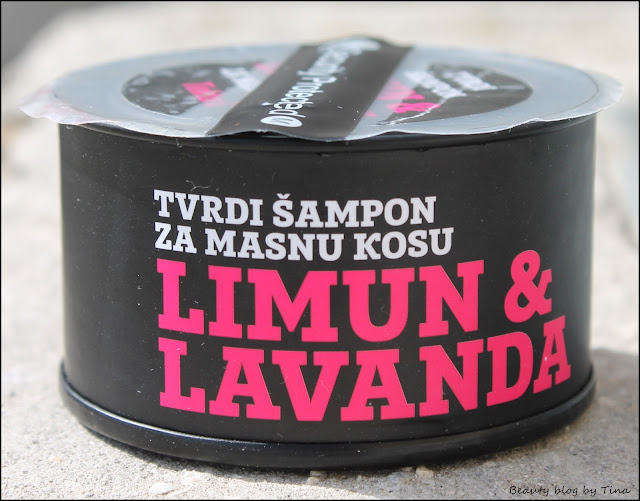 TVRDI ŠAMPON
ZA MASNU KOSU
LIMUN &
LAVANDA
Beauty blog by Tina